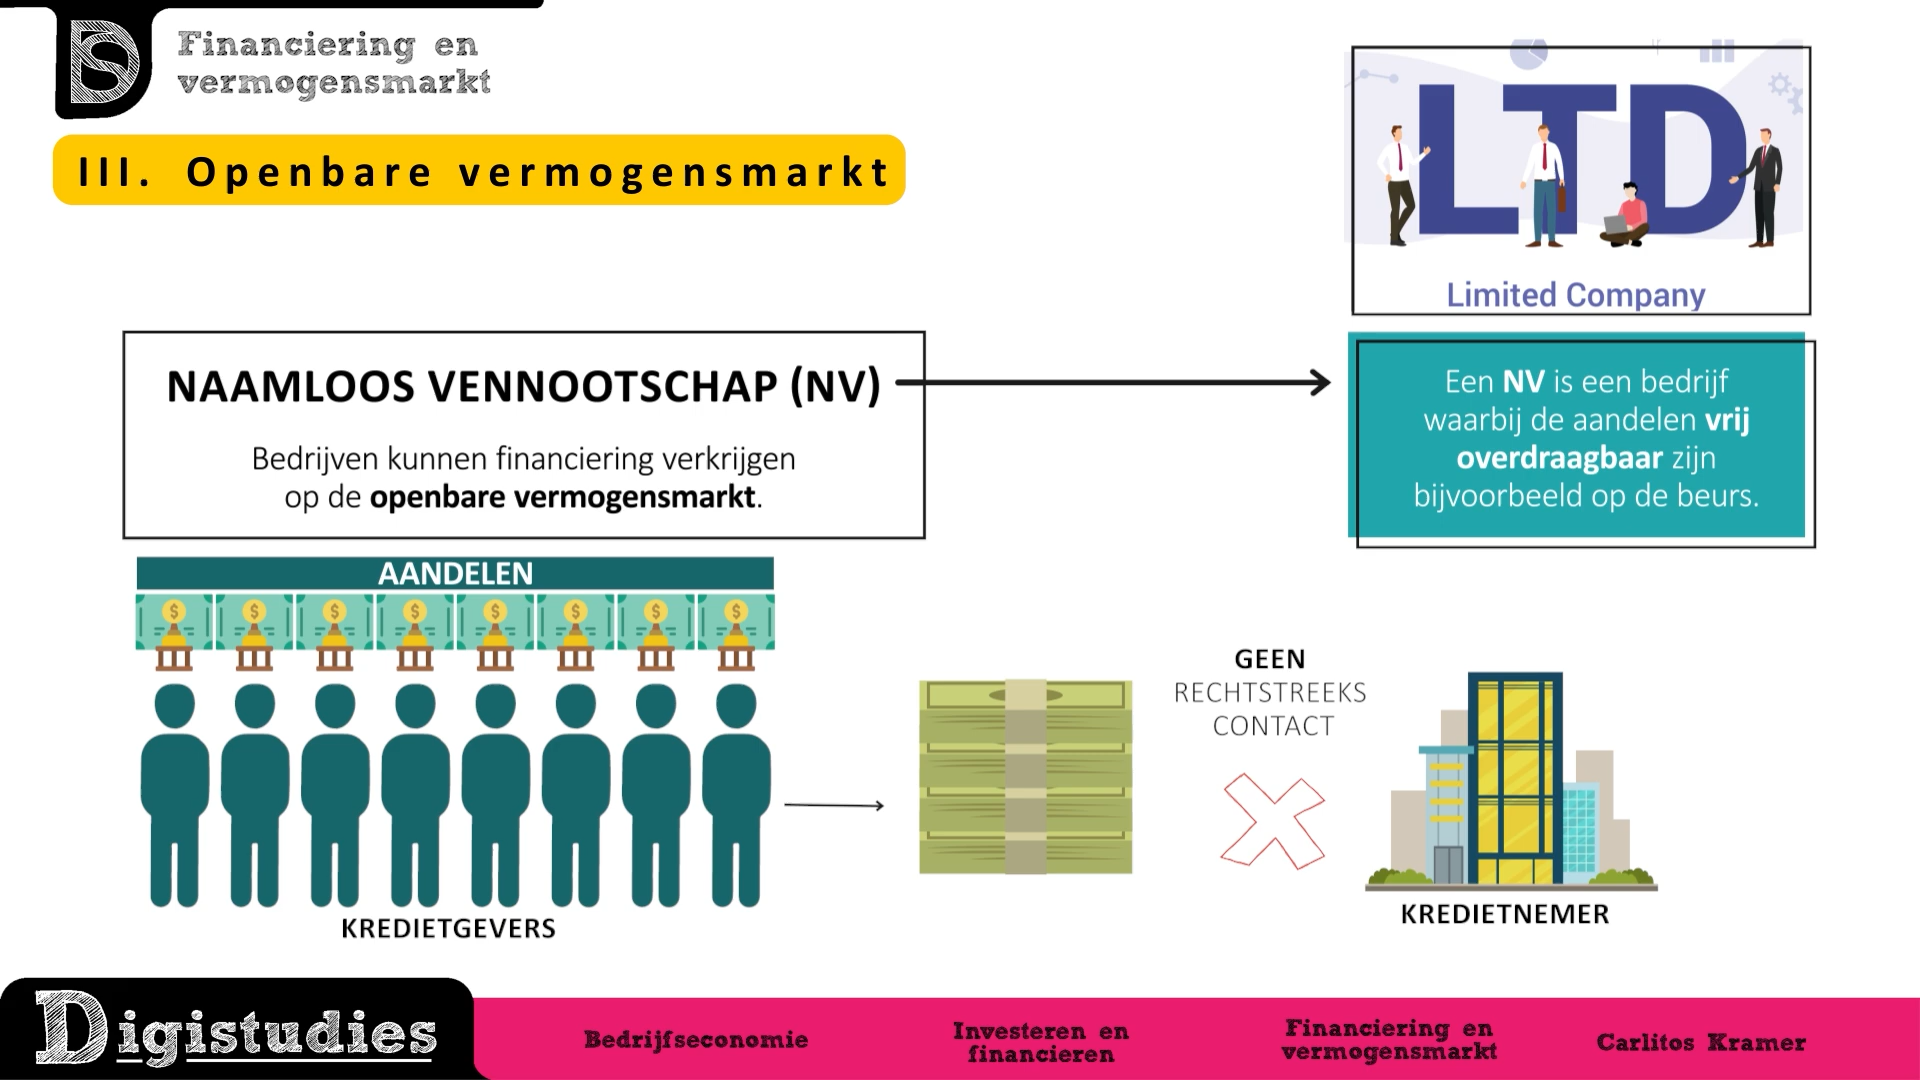 Financiering en
vermogensmarkt
III. Openbare vermogensmarkt
LTD
Limited Company
NAAMLOOS VENNOOTSCHAP (NV)
Bedrijven kunnen financiering verkrijgen
op de openbare vermogensmarkt.
Een NV is een bedrijf
waarbij de aandelen vrij
overdraagbaar zijn
bijvoorbeeld op de beurs.
AANDELEN
$ $ $ $ $ $ $ $
GEEN
RECHTSTREEKS
CONTACT
KREDIETGEVERS
KREDIETNEMER
Digistudies
Bedrijfseconomie
Investeren en
financieren
Financiering en
vermogensmarkt
Carlitos Kramer